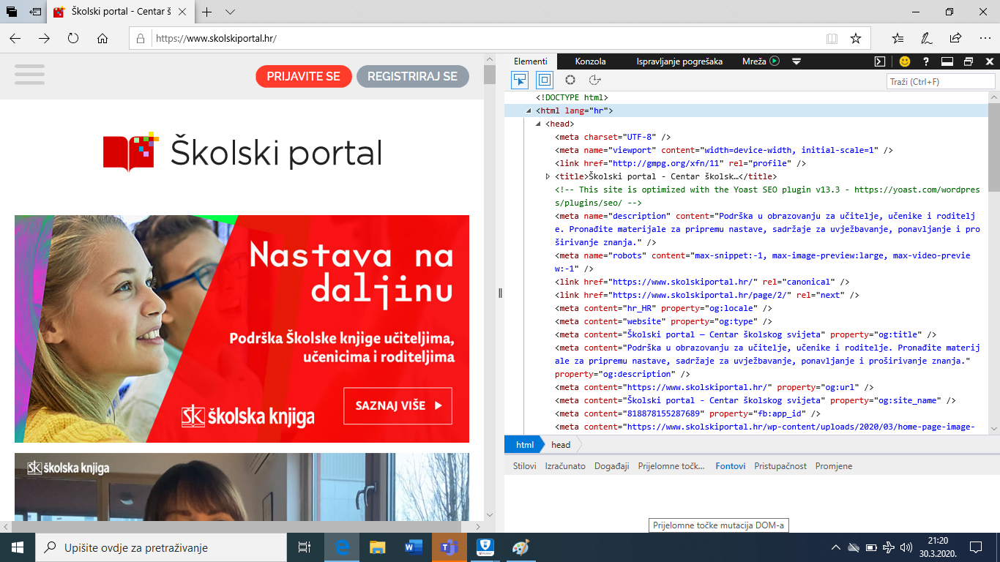 Školski portal - Centar š
https://www.skolskiportal.hr/
PRIJAVITE SE
REGISTRIRAJ SE
Školski portal
Nastava na
daljinu
Podrška Školske knjige učiteljima,
učenicima i roditeljima
SAZNAJ VIŠE
školska knjiga
školska knjiga
Elementi Konzola Ispravljanje pogrešaka Mreža
Traži (Ctrl+F)
<!DOCTYPE html>
<html lang="hr">
<head>
<meta charset="UTF-8" />
<meta name="viewport" content="width=device-width, initial-scale=1" />
<link href="http://gmpg.org/xfn/11" rel="profile" />
<title>Školski portal - Centar školsk…</title>
<!-- This site is optimized with the Yoast SEO plugin v13.3 - https://yoast.com/wordpres
s/plugins/seo/ -->
<meta name="description" content="Podrška u obrazovanju za učitelje, učenike i roditelj
e. Pronađite materijale za pripremu nastave, sadržaje za uvježbavanje, ponavljanje i pro
širivanje znanja." />
<meta name="robots" content="max-snippet:-1, max-image-preview:large, max-video-previe
w:-1" />
<link href="https://www.skolskiportal.hr/" rel="canonical" />
<link href="https://www.skolskiportal.hr/page/2/" rel="next" />
<meta content="hr_HR" property="og:locale" />
<meta content="website" property="og:type" />
<meta content="Školski portal — Centar školskog svijeta" property="og:title" />
<meta content="Podrška u obrazovanju za učitelje, učenike i roditelje. Pronađite materij
ale za pripremu nastave, sadržaje za uvježbavanje, ponavljanje i proširivanje znanja."
property="og:description" />
<meta content="https://www.skolskiportal.hr/" property="og:url" />
<meta content="Školski portal - Centar školskog svijeta" property="og:site_name" />
<meta content="818878155287689" property="fb:app_id" />
<meta content="https://www.skolskiportal.hr/wp-content/uploads/2020/03/home-page-image-
html head
Stilovi Izračunato Događaji Prijelomne točk... Fontovi Pristupačnost Promjene
Prijelomne točke mutacija DOM-a
Upišite ovdje za pretraživanje
21:20
30.3.2020.